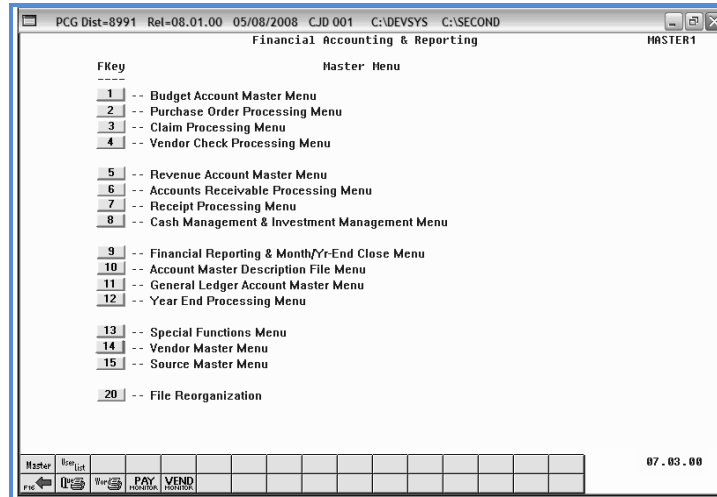 PCG Dist=8991 Rel=08.01.00 05/08/2008 CJD 001 C:\DEVSYS C:\SECOND
Financial Accounting & Reporting MASTER1
FKey Master Menu
----
1 -- Budget Account Master Menu
2 -- Purchase Order Processing Menu
3 -- Claim Processing Menu
4 -- Vendor Check Processing Menu
5 -- Revenue Account Master Menu
6 -- Accounts Receivable Processing Menu
7 -- Receipt Processing Menu
8 -- Cash Management & Investment Management Menu
9 -- Financial Reporting & Month/Yr-End Close Menu
10 -- Account Master Description File Menu
11 -- General Ledger Account Master Menu
12 -- Year End Processing Menu
13 -- Special Functions Menu
14 -- Vendor Master Menu
15 -- Source Master Menu
20 -- File Reorganization
Master User List 07.03.00
F16 Que Word PAY MONITOR VEND MONITOR